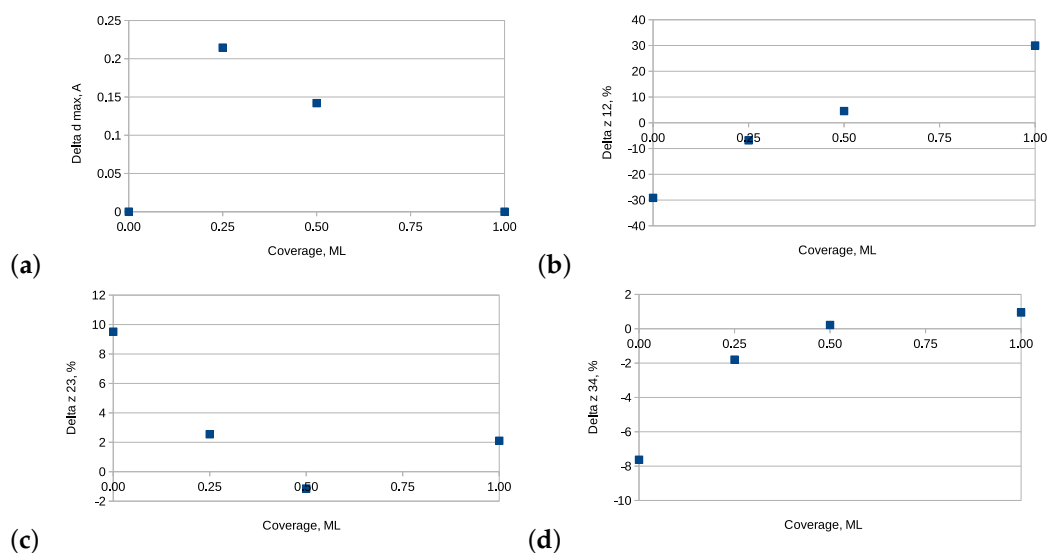 0.25
0.2
0.15
0.1
0.05
0
Delta d max, A
0.00 0.25 0.50 0.75 1.00
Coverage, ML
(a)
40
30
20
10
0
-10
-20
-30
-40
Delta z 12, %
0.00 0.25 0.50 0.75 1.00
Coverage, ML
(b)
12
10
8
6
4
2
0
-2
Delta z 23, %
0.00 0.25 0.50 0.75 1.00
Coverage, ML
(c)
2
0
-2
-4
-6
-8
-10
Delta z 34, %
0.00 0.25 0.50 0.75 1.00
Coverage, ML
(d)